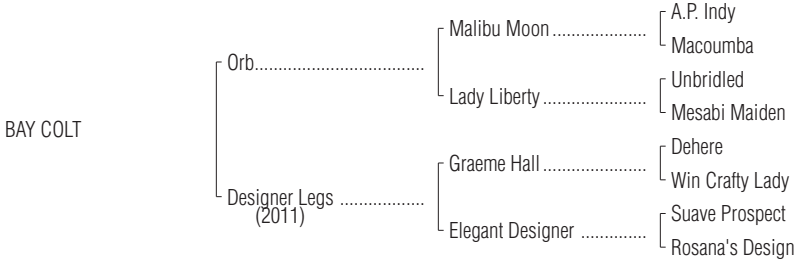 A.P. Indy
Malibu Moon ....................
Macoumba
Orb....................................
Unbridled
Lady Liberty ......................
Mesabi Maiden
BAY COLT
Dehere
Graeme Hall ......................
Win Crafty Lady
Designer Legs ..................
(2011)
Suave Prospect
Elegant Designer ..............
Rosana's Design